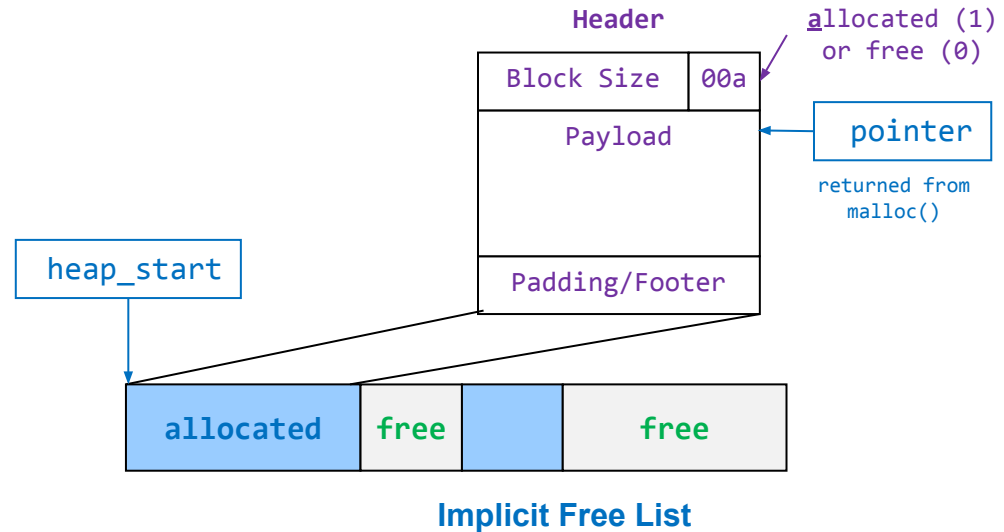 Header
allocated (1)
or free (0)
Block Size
00a
Payload
pointer
returned from
malloc()
heap_start
Padding/Footer
allocated
free
free
Implicit Free List